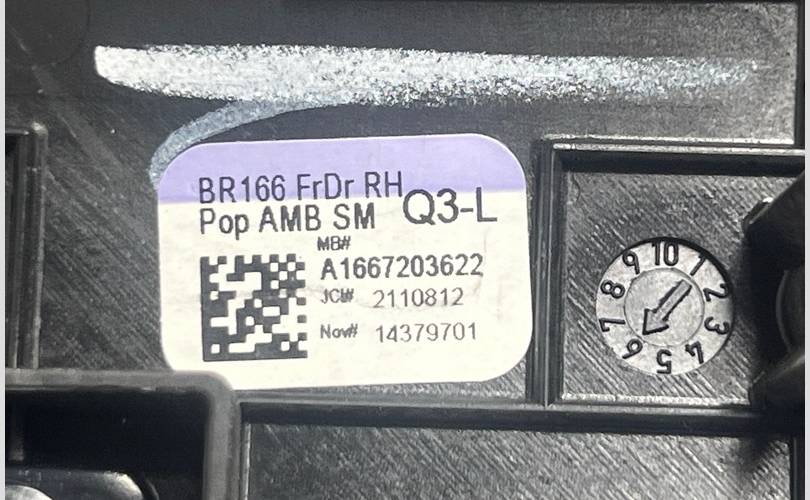 BR166 FrDr RH
Pop AMB SM Q3-L
MB#
A1667203622
JCI# 2110812
Nov# 14379701
10
1
2
3
4
5
6
7
8
9